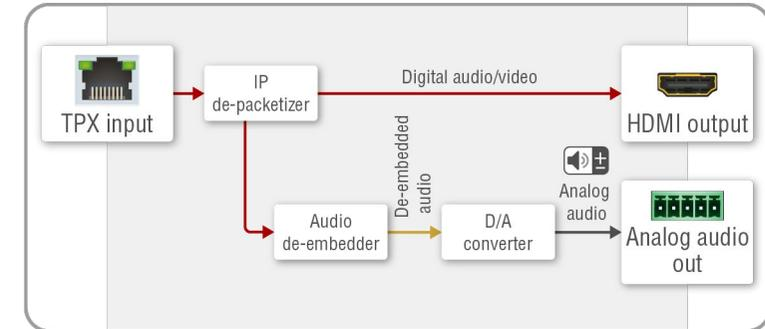 TPX input
IP
de-packetizer
Digital audio/video
HDMI output
Audio
de-embedder
De-embedded
audio
D/A
converter
Analog
audio
Analog audio
out